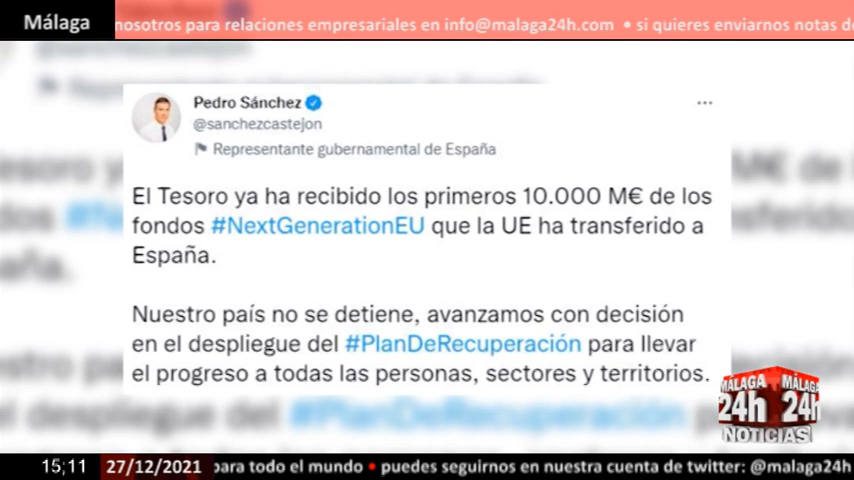 Málaga
nosotros para relaciones empresariales en info@málaga24h.com • si quieres enviarnos notas de
Pedro Sánchez
@sanchezcastejon
Representante gubernamental de España
El Tesoro ya ha recibido los primeros 10.000 M€ de los
fondos #NextGenerationEU que la UE ha transferido a
España.
Nuestro país no se detiene, avanzamos con decisión
en el despliegue del #PlanDeRecuperación para llevar
el progreso a todas las personas, sectores y territorios.
MÁLAGA MÁLAGA
24h 24h
NOTICIAS
15:11 27/12/2021 para todo el mundo • puedes seguirnos en nuestra cuenta de twitter: @malaga24h